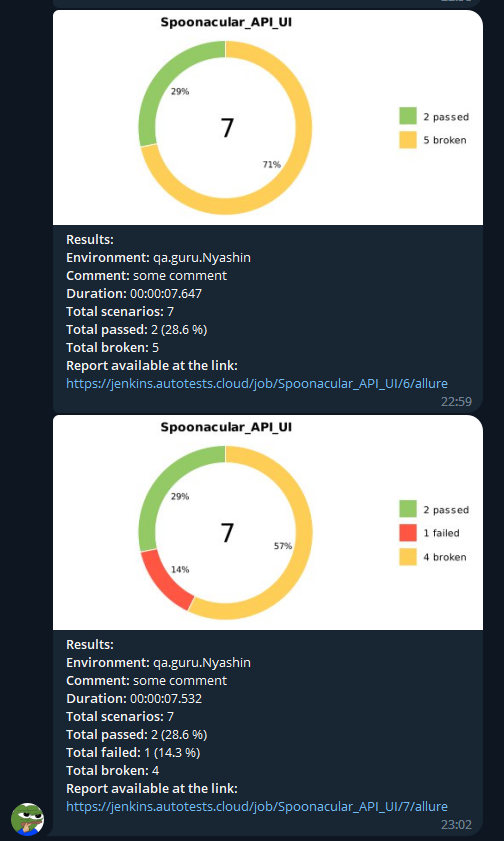 Spoonacular_API_UI
29%
7
71%
2 passed
5 broken
Results:
Environment: qa.guru.Nyashin
Comment: some comment
Duration: 00:00:07.647
Total scenarios: 7
Total passed: 2 (28.6 %)
Total broken: 5
Report available at the link:
https://jenkins.autotests.cloud/job/Spoonacular_API_UI/6/allure
22:59
Spoonacular_API_UI
29%
7
57%
14%
2 passed
1 failed
4 broken
Results:
Environment: qa.guru.Nyashin
Comment: some comment
Duration: 00:00:07.532
Total scenarios: 7
Total passed: 2 (28.6 %)
Total failed: 1 (14.3 %)
Total broken: 4
Report available at the link:
https://jenkins.autotests.cloud/job/Spoonacular_API_UI/7/allure
23:02